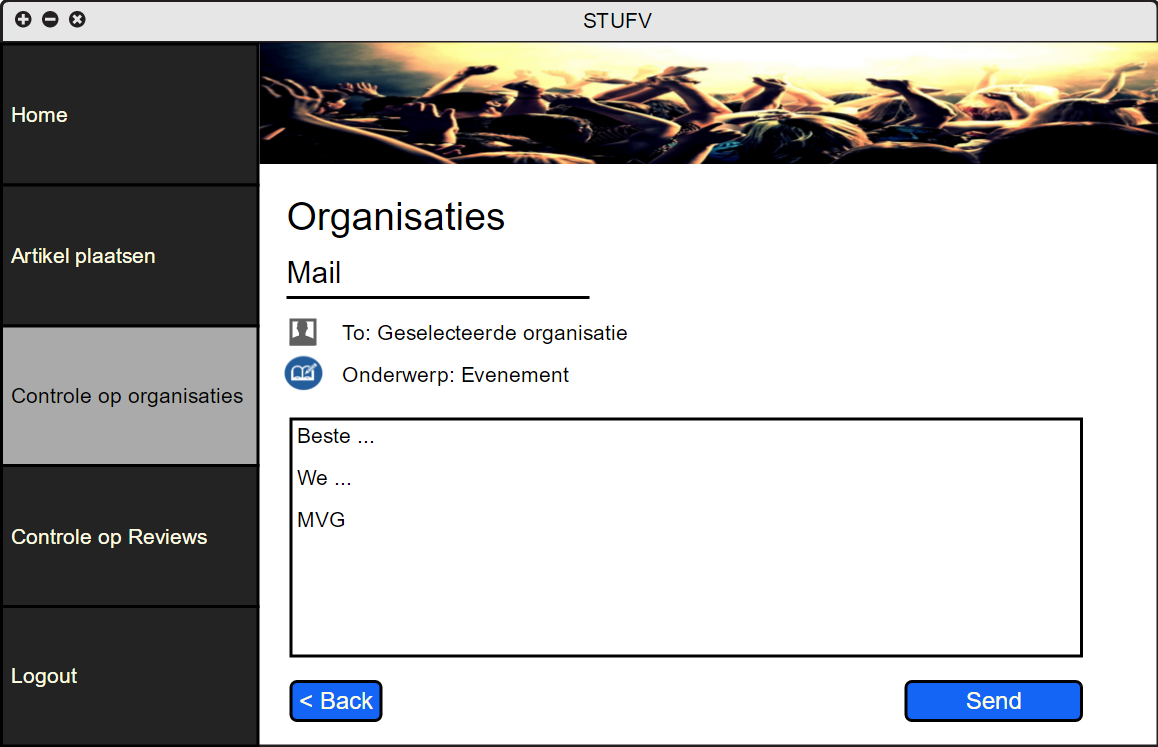 STUFV
Home
Artikel plaatsen
Controle op organisaties
Controle op Reviews
Logout
Organisaties
Mail
To: Geselecteerde organisatie
Onderwerp: Evenement
Beste ...
We ...
MVG
< Back
Send